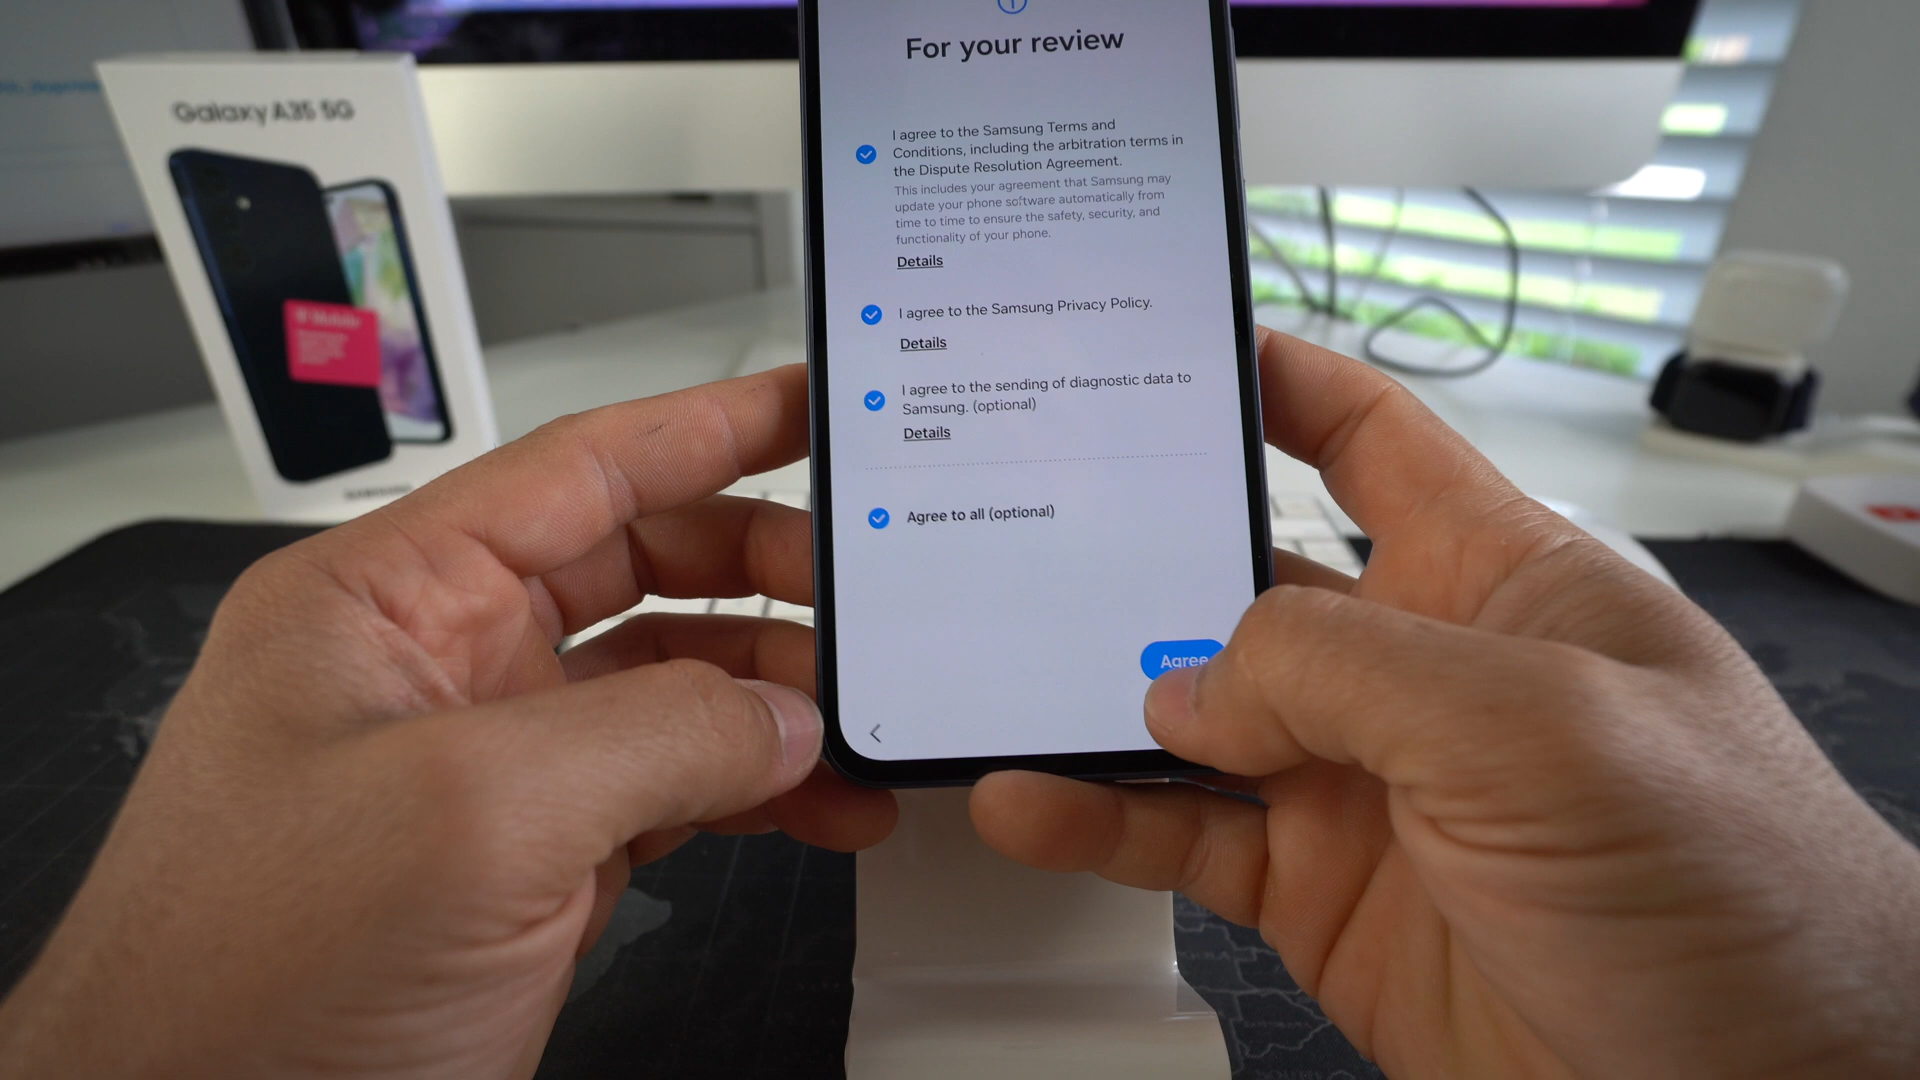 For your review
I agree to the Samsung Terms and
Conditions, including the arbitration terms in
the Dispute Resolution Agreement.
This includes your agreement that Samsung may
update your phone software automatically from
time to time to ensure the safety, security, and
functionality of your phone.
Details
I agree to the Samsung Privacy Policy.
Details
I agree to the sending of diagnostic data to
Samsung. (optional)
Details
Agree to all (optional)
Agree
Galaxy A35 5G
SAMSUNG